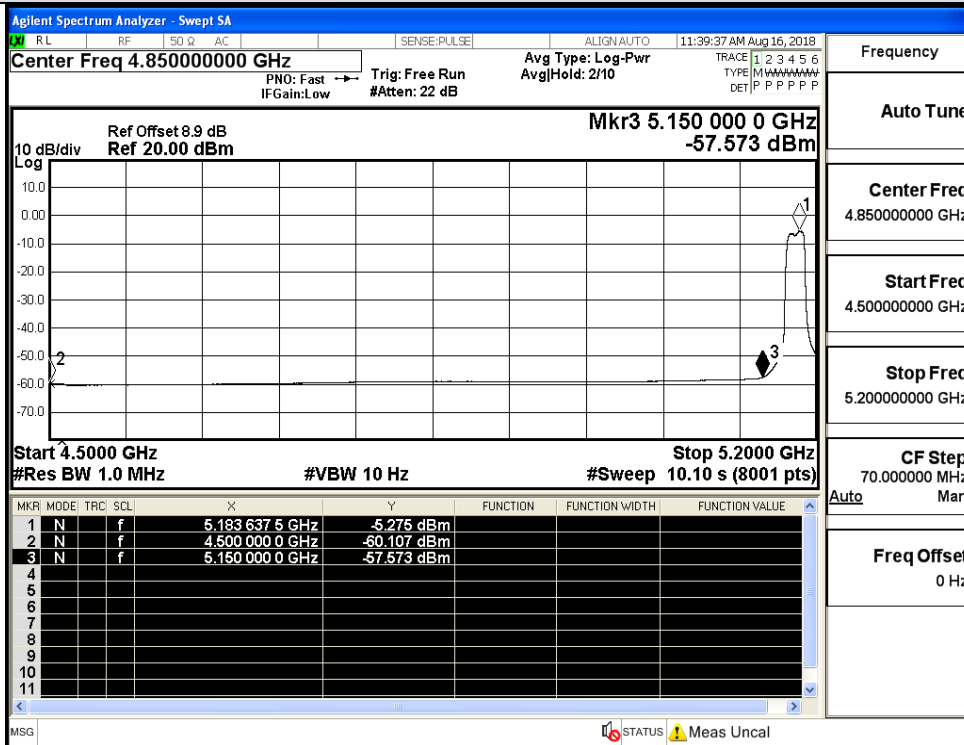 Agilent Spectrum Analyzer - Swept SA
LXI RL RF 50 Ω AC SENSE:PULSE ALIGN AUTO 11:39:37 AM Aug 16, 2018
Center Freq 4.850000000 GHz
PNO: Fast
IFGain:Low
Trig: Free Run
#Atten: 22 dB
Avg Type: Log-Pwr
Avg|Hold: 2/10
TRACE 1 2 3 4 5 6
TYPE M WWWWW
DET P P P P P P
Mkr3 5.150 000 0 GHz
-57.573 dBm
Ref Offset 8.9 dB
10 dB/div Ref 20.00 dBm
Log
10.0
0.00
-10.0
-20.0
-30.0
-40.0
-50.0
-60.0
-70.0
1
2
3
Start 4.5000 GHz Stop 5.2000 GHz
#Res BW 1.0 MHz #VBW 10 Hz #Sweep 10.10 s (8001 pts)
MKR MODE TRC SCL X Y FUNCTION FUNCTION WIDTH FUNCTION VALUE
1 N f 5.183 637 5 GHz -5.275 dBm
2 N f 4.500 000 0 GHz -60.107 dBm
3 N f 5.150 000 0 GHz -57.573 dBm
4
5
6
7
8
9
10
11
MSG STATUS Meas Uncal
Frequency
Auto Tune
Center Freq
4.850000000 GHz
Start Freq
4.500000000 GHz
Stop Freq
5.200000000 GHz
CF Step
70.000000 MHz
Auto Man
Freq Offset
0 Hz